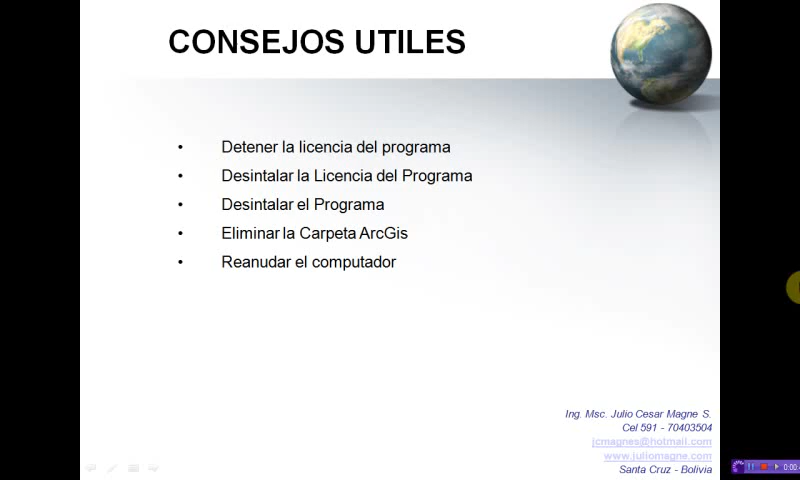 CONSEJOS UTILES
• Detener la licencia del programa
• Desintalar la Licencia del Programa
• Desintalar el Programa
• Eliminar la Carpeta ArcGis
• Reanudar el computador
Ing. Msc. Julio Cesar Magne S.
Cel 591 - 70403504
jcmagnes@hotmail.com
www.juliomagne.com
Santa Cruz - Bolivia